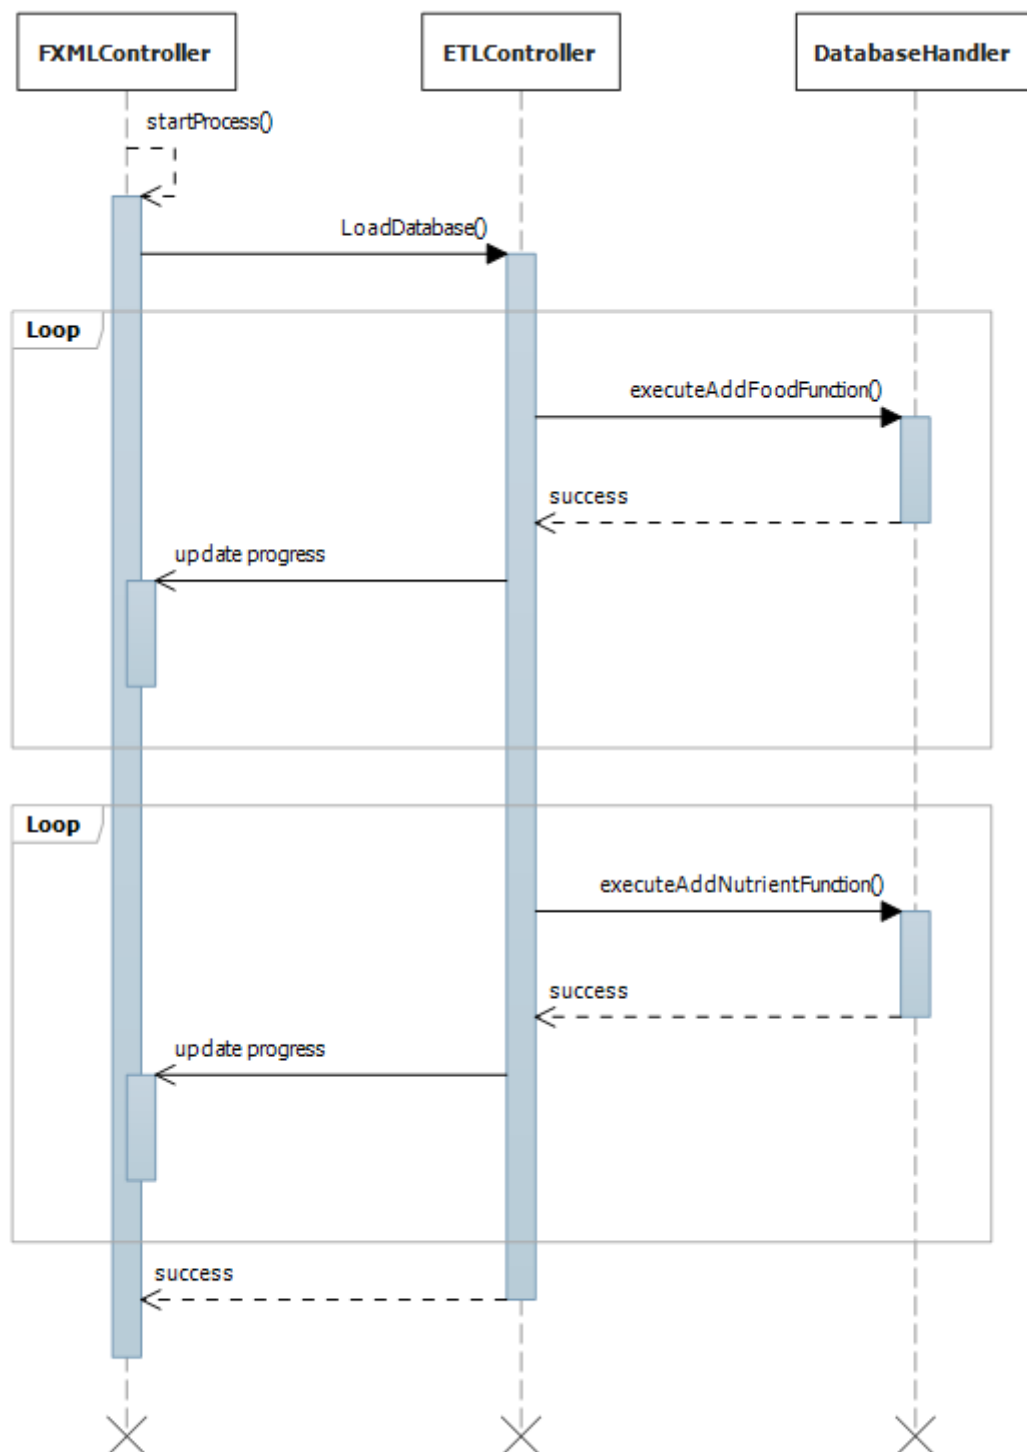 FXMLController
ETLController
DatabaseHandler
startProcess()
LoadDatabase()
Loop
executeAddFoodFunction()
success
update progress
Loop
executeAddNutrientFunction()
success
update progress
success